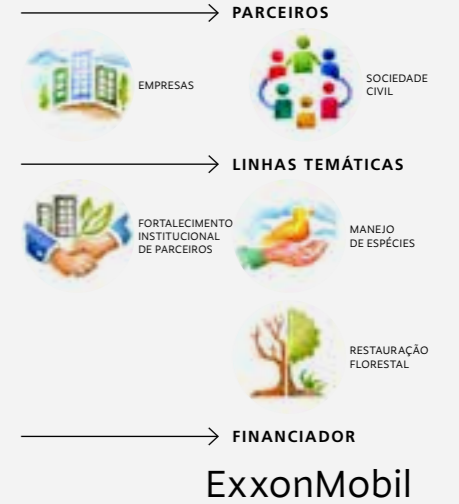 PARCEIROS
EMPRESAS
SOCIEDADE
CIVIL
LINHAS TEMÁTICAS
FORTALECIMENTO
INSTITUCIONAL
DE PARCEIROS
MANEJO
DE ESPÉCIES
RESTAURAÇÃO
FLORESTAL
FINANCIADOR
ExxonMobil